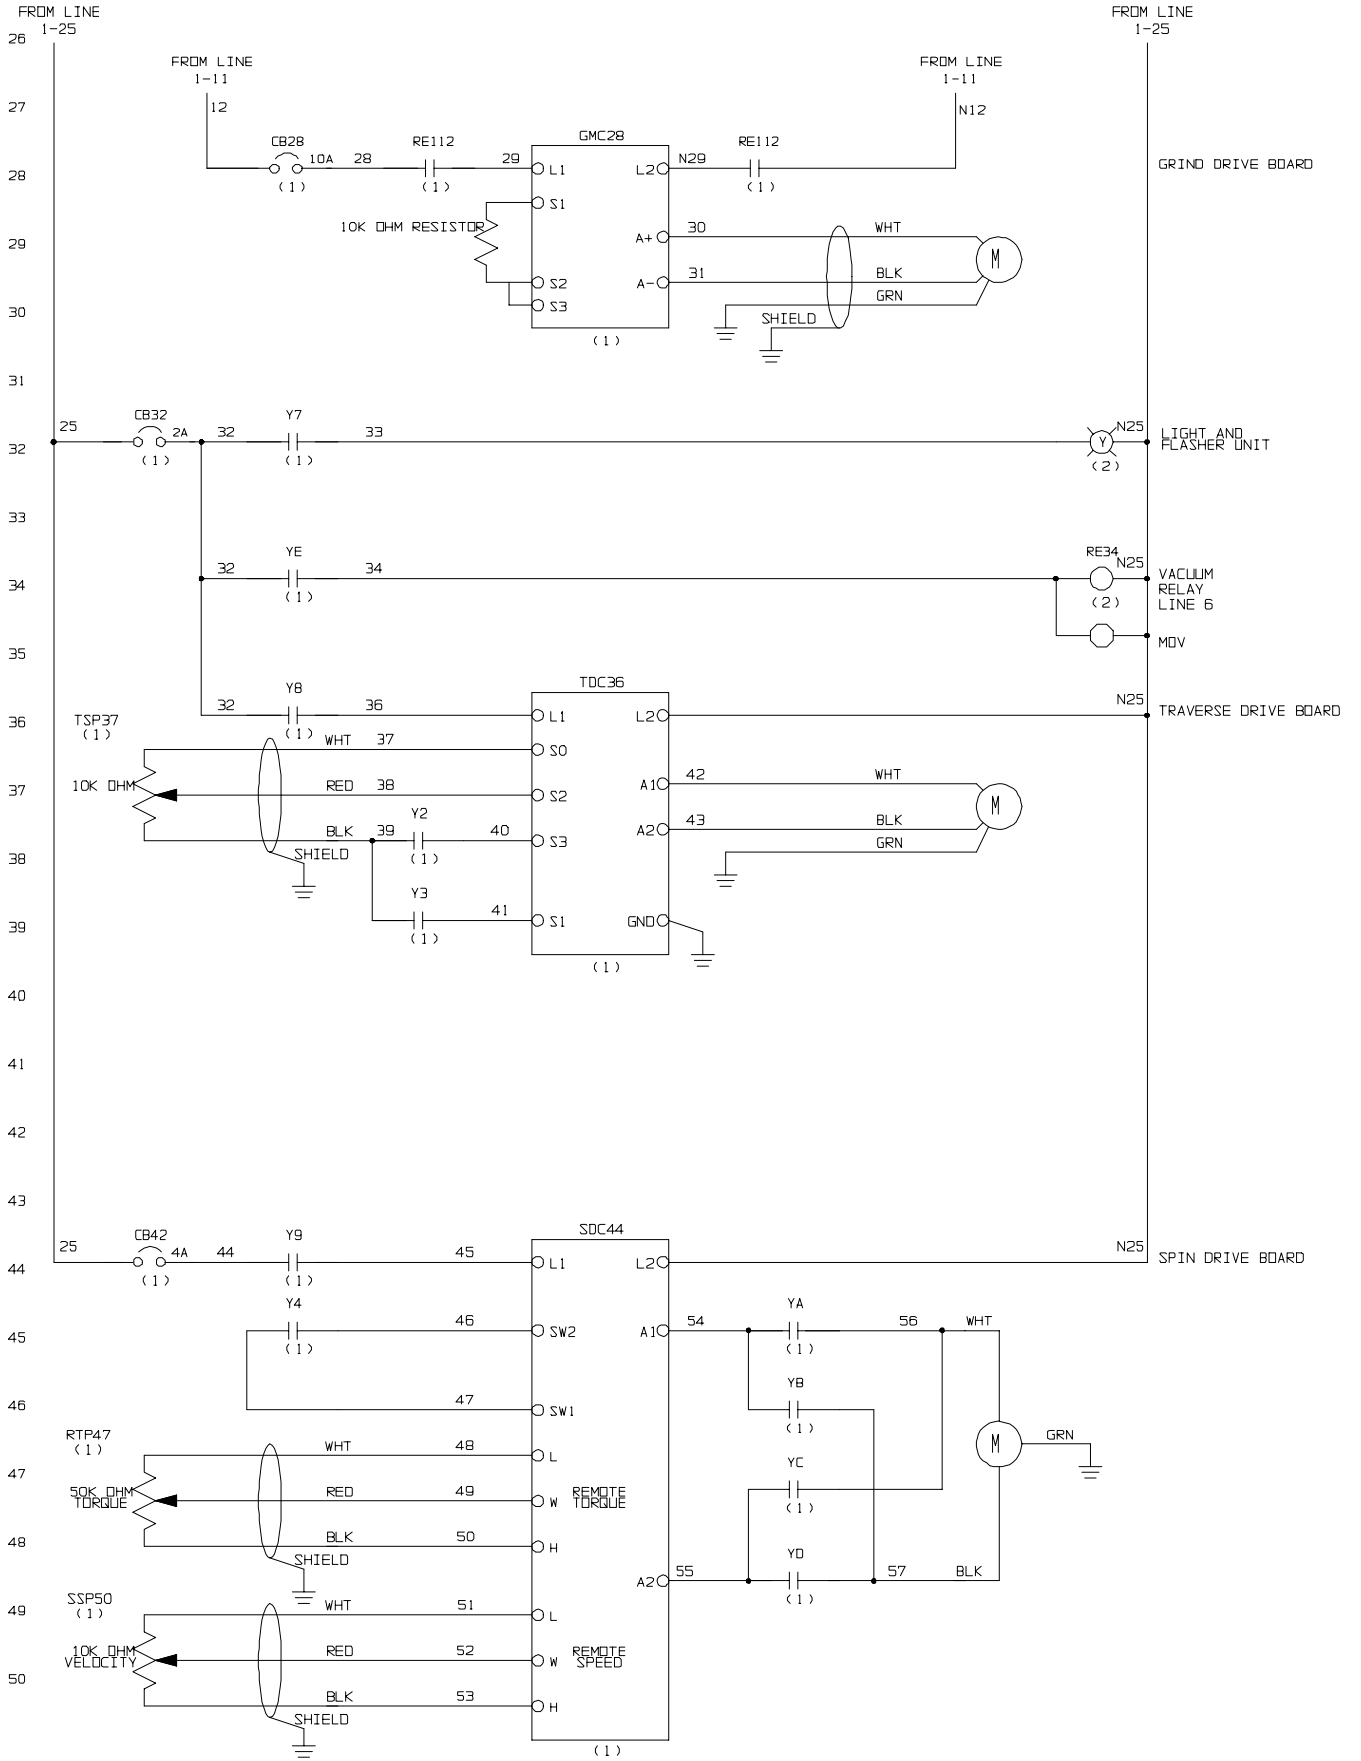 FROM LINE
1-25
FROM LINE
1-25
26
FROM LINE
1-11
FROM LINE
1-11
27
12
N12
CB28
10A
28
RE112
29
GMC28
N29
RE112
28
(1)
(1)
L1
L2
(1)
GRIND DRIVE BOARD
S1
10K OHM RESISTOR
30
WHT
29
A+
M
31
BLK
S2
A-
GRN
30
S3
SHIELD
(1)
31
25
CB32
2A
32
Y7
33
N25
32
(1)
(1)
Y
(2)
LIGHT AND
FLASHER UNIT
33
32
YE
34
RE34
N25
34
(1)
(2)
VACUUM
RELAY
LINE 6
35
MOV
TDC36
32
Y8
36
N25
36
TSP37
(1)
(1)
L1
L2
TRAVERSE DRIVE BOARD
WHT
37
S0
37
10K OHM
RED
38
S2
42
WHT
A1
M
BLK
39
Y2
40
43
BLK
A2
S3
GRN
38
SHIELD
(1)
Y3
41
39
(1)
S1
GND
(1)
40
41
42
43
25
CB42
4A
44
Y9
45
SDC44
N25
44
(1)
(1)
L1
L2
SPIN DRIVE BOARD
Y4
46
54
YA
56
WHT
45
(1)
SW2
A1
(1)
47
YB
46
SW1
(1)
RTP47
(1)
WHT
48
L
M
GRN
47
50K OHM
TORQUE
RED
49
W
REMOTE
TORQUE
YC
(1)
48
BLK
50
H
SHIELD
55
YD
57
BLK
A2
(1)
49
SSP50
(1)
WHT
51
L
10K OHM
VELOCITY
RED
52
W
REMOTE
SPEED
50
BLK
53
H
SHIELD
(1)